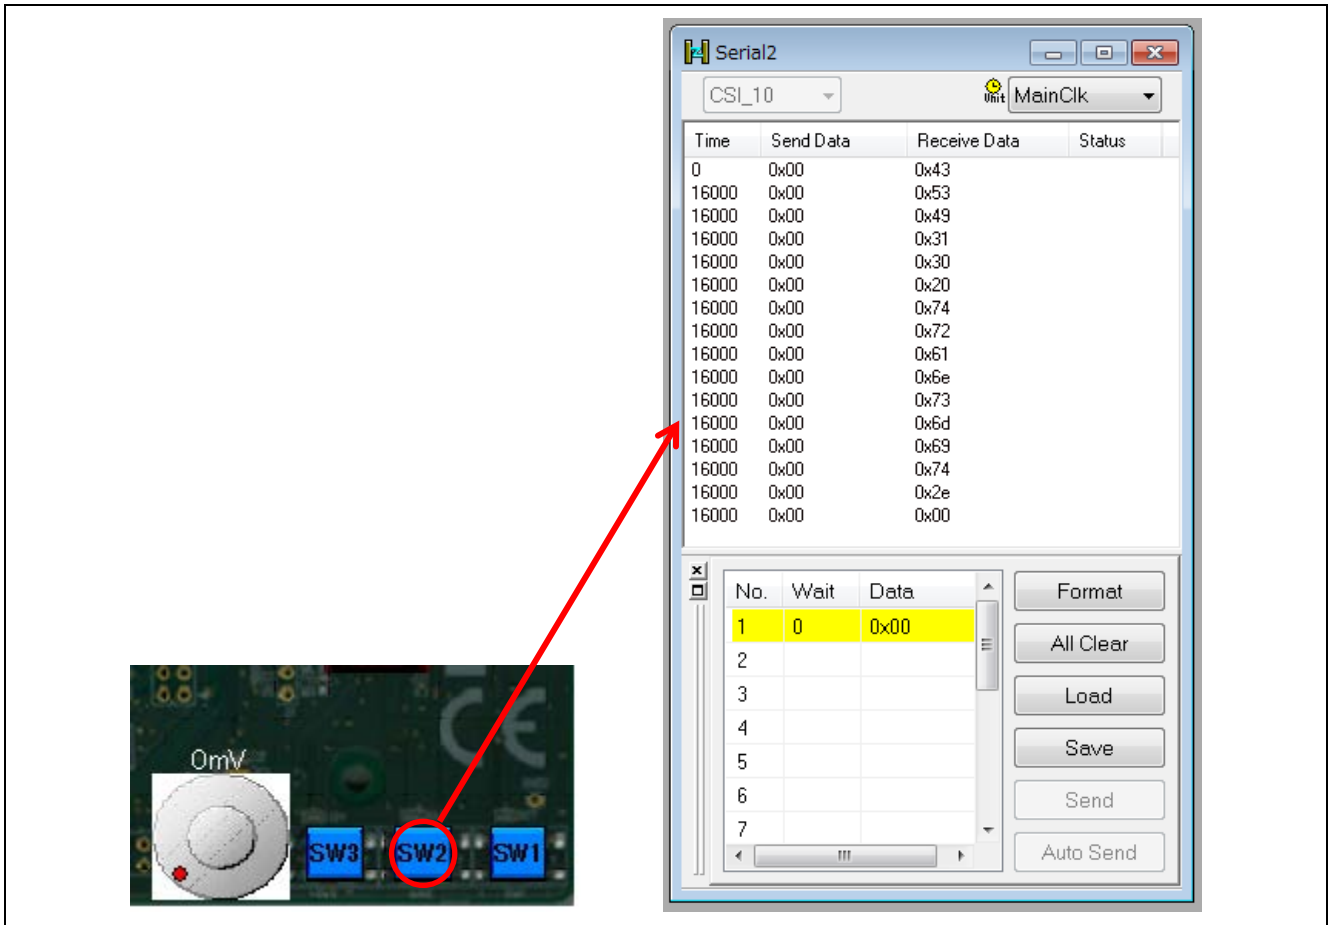 Serial2
CSI_10 Unit MainClk
Time Send Data Receive Data Status
0 0x00 0x43
16000 0x00 0x53
16000 0x00 0x49
16000 0x00 0x31
16000 0x00 0x30
16000 0x00 0x20
16000 0x00 0x74
16000 0x00 0x72
16000 0x00 0x61
16000 0x00 0x6e
16000 0x00 0x73
16000 0x00 0x6d
16000 0x00 0x69
16000 0x00 0x74
16000 0x00 0x2e
16000 0x00 0x00
No. Wait Data
1 0 0x00
2
3
4
5
6
7
Format
All Clear
Load
Save
Send
Auto Send
0mV
CE
SW3 SW2 SW1